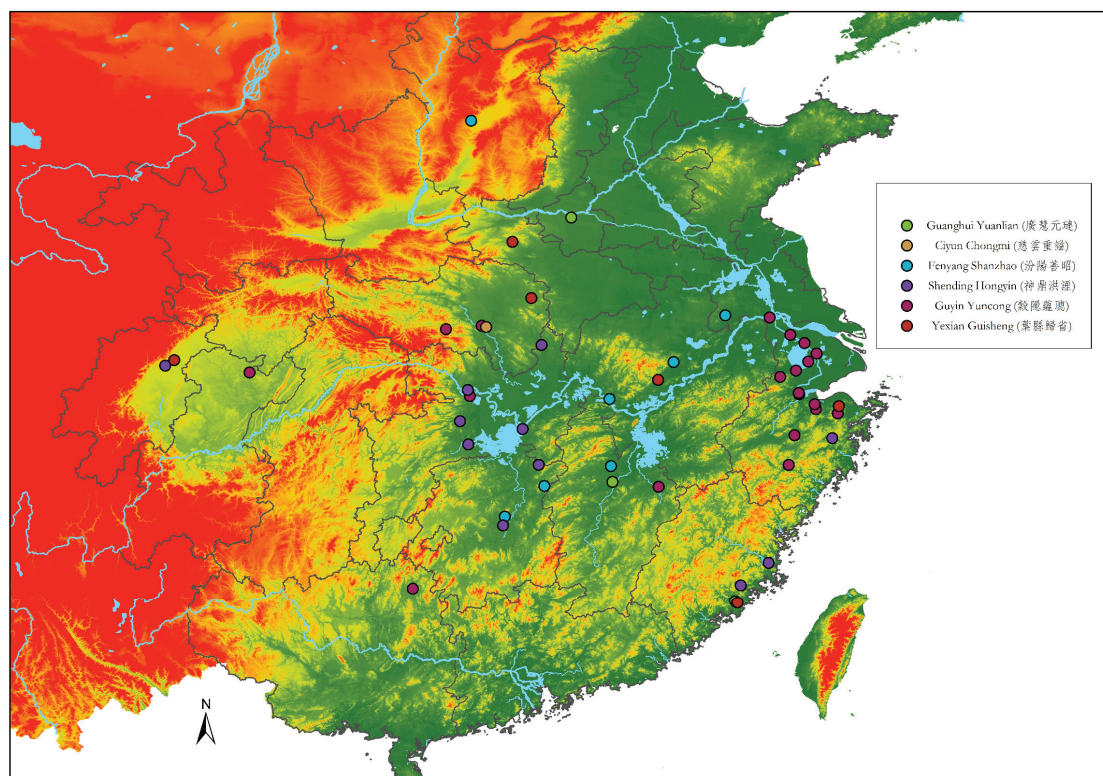 Guanghui Yuanlian (廣慧元璉)
Ciyun Chongmi (慈雲重謐)
Fenyang Shanzhao (汾陽善昭)
Shending Hongyin (神鼎洪諲)
Guyin Yuncong (穀隱蘊聰)
Yexian Guisheng (葉縣歸省)
N